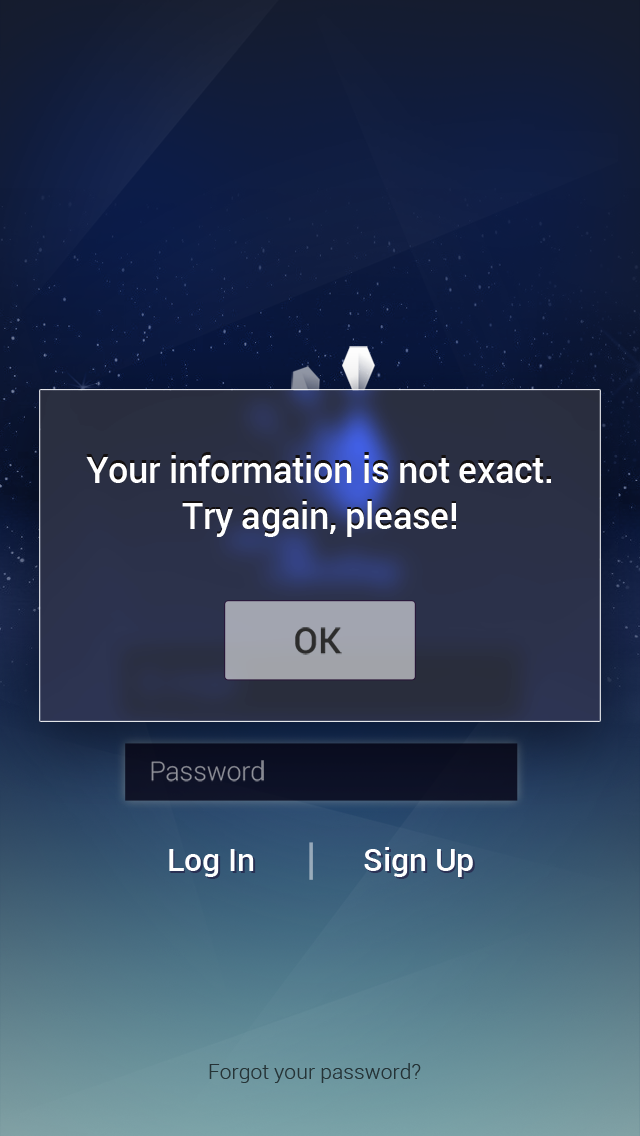 Your information is not exact.
Try again, please!
OK
Password
Log In | Sign Up
Forgot your password?